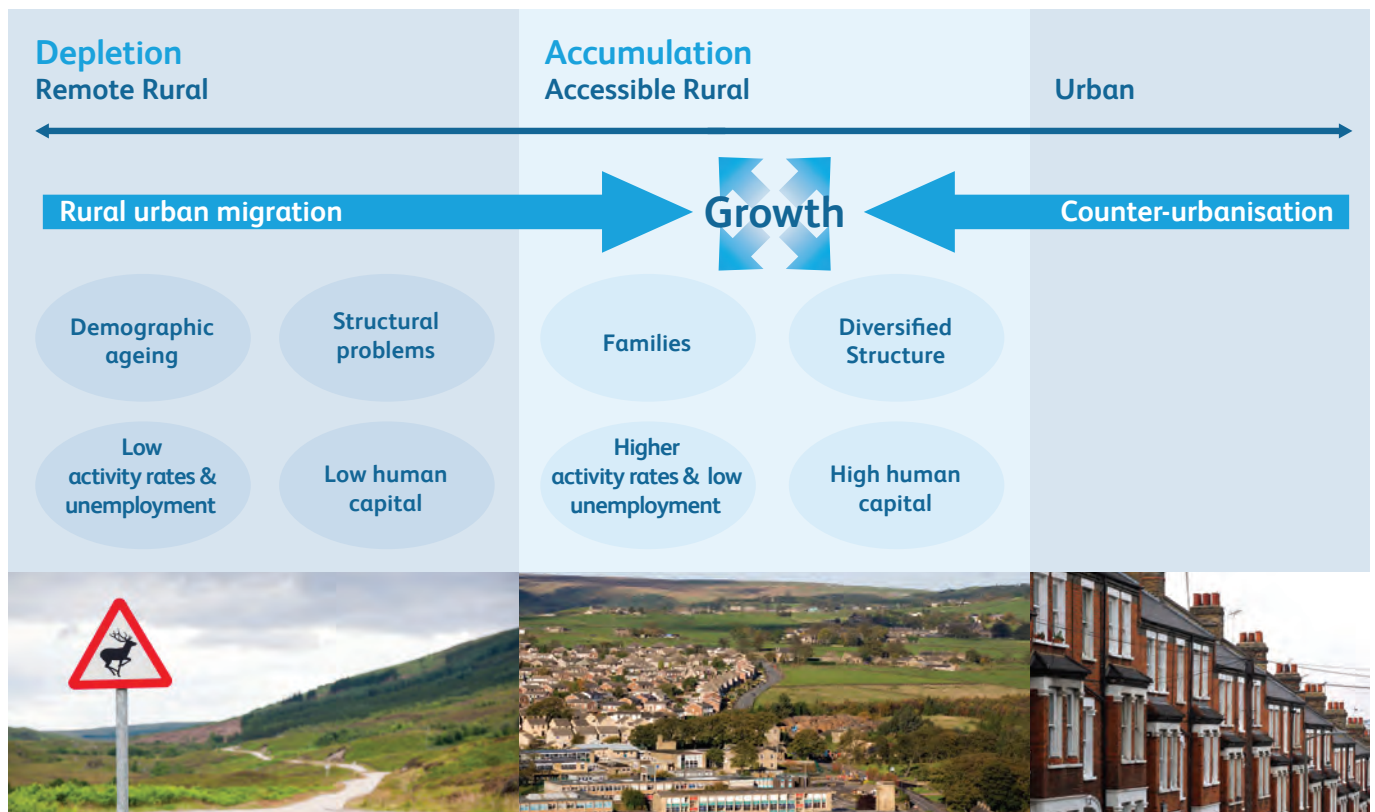 Depletion
Remote Rural
Accumulation
Accessible Rural
Urban
Rural urban migration
Growth
Counter-urbanisation
Demographic
ageing
Structural
problems
Families
Diversified
Structure
Low
activity rates &
unemployment
Low human
capital
Higher
activity rates & low
unemployment
High human
capital